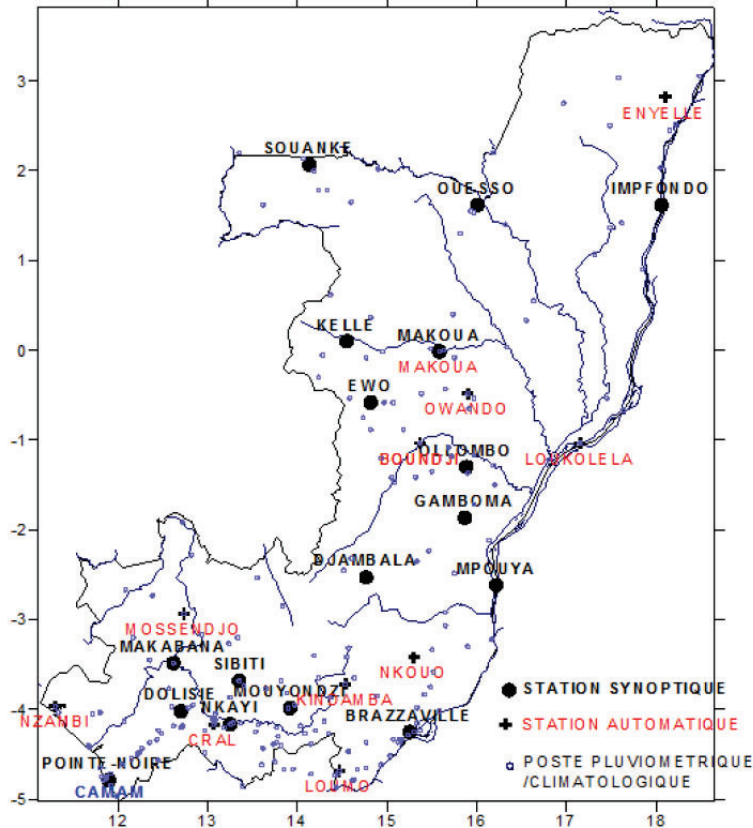 3
ENYELLE
SOUANKE
2
OUESSO
IMPFONDO
KELLE
MAKOUA
0
MAKOUA
EWO
OWANDO
-1
OLLOMBO
BOUNDJI
LOUKOLELA
GAMBOMA
-2
DJAMBALA
MPOUYA
-3
MOSSENDJO
MAKABANA
SIBITI
NKOUO
STATION SYNOPTIQUE
DOLISIE
MOUYONDZI
KINDAMBA
NKAYI
BRAZZAVILLE
-4
NZANBI
STATION AUTOMATIQUE
CRAL
POINTE-NOIRE
POSTE PLUVIOMETRIQUE
/CLIMATOLOGIQUE
LOUMO
CAMAM
-5
1
12 13 14 15 16 17 18